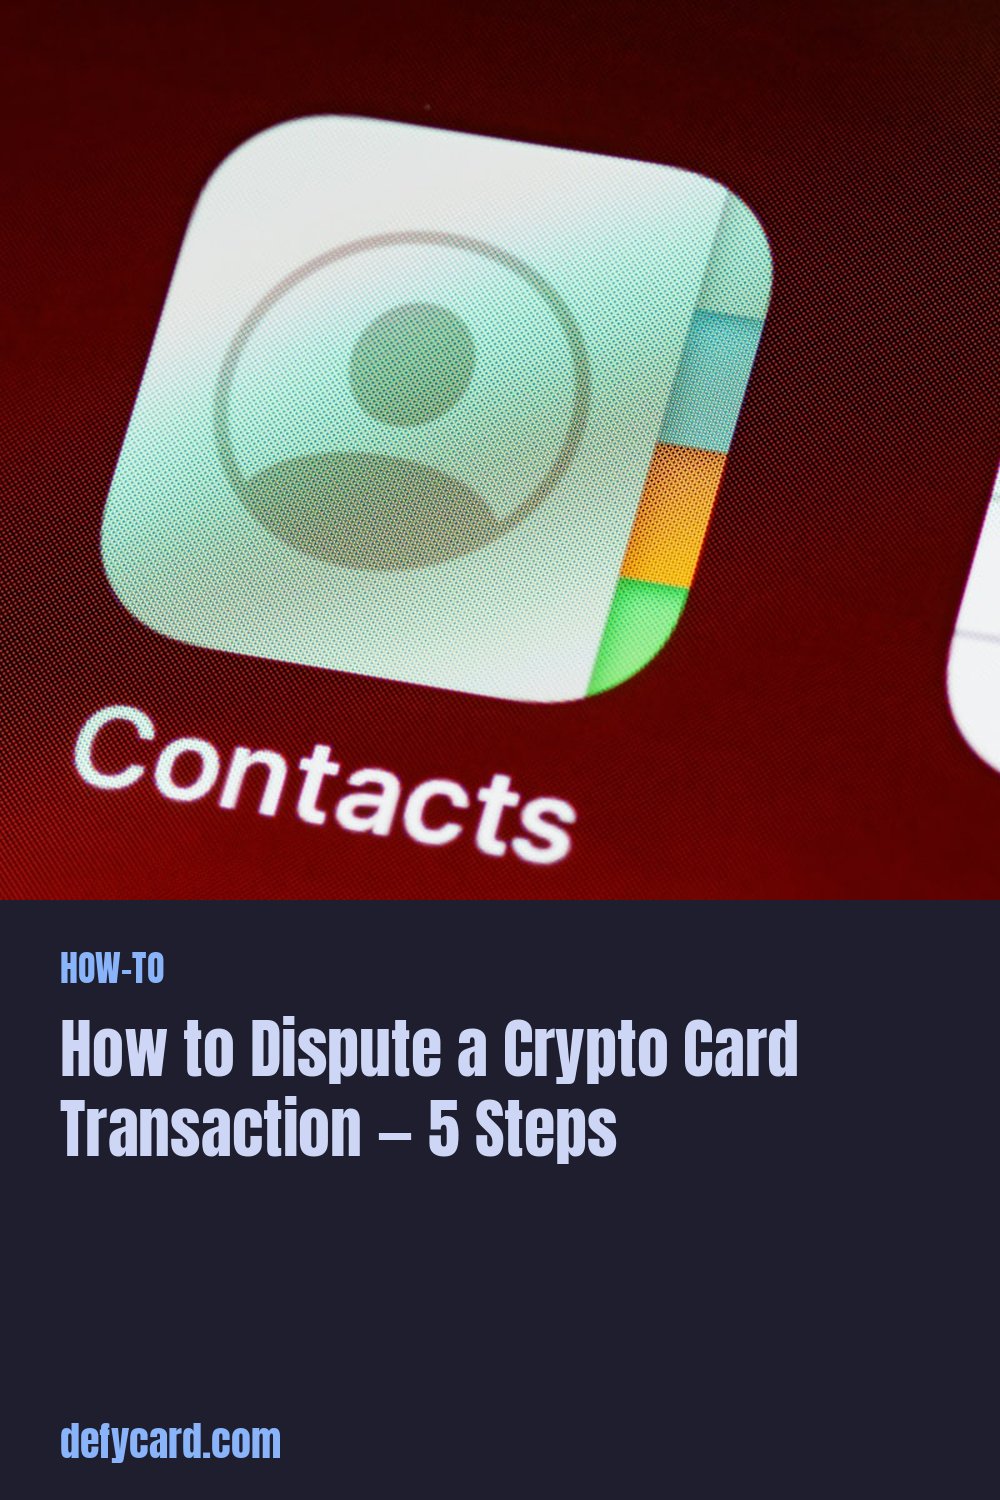 Contacts
HOW-TO
How to Dispute a Crypto Card
Transaction – 5 Steps
defycard.com